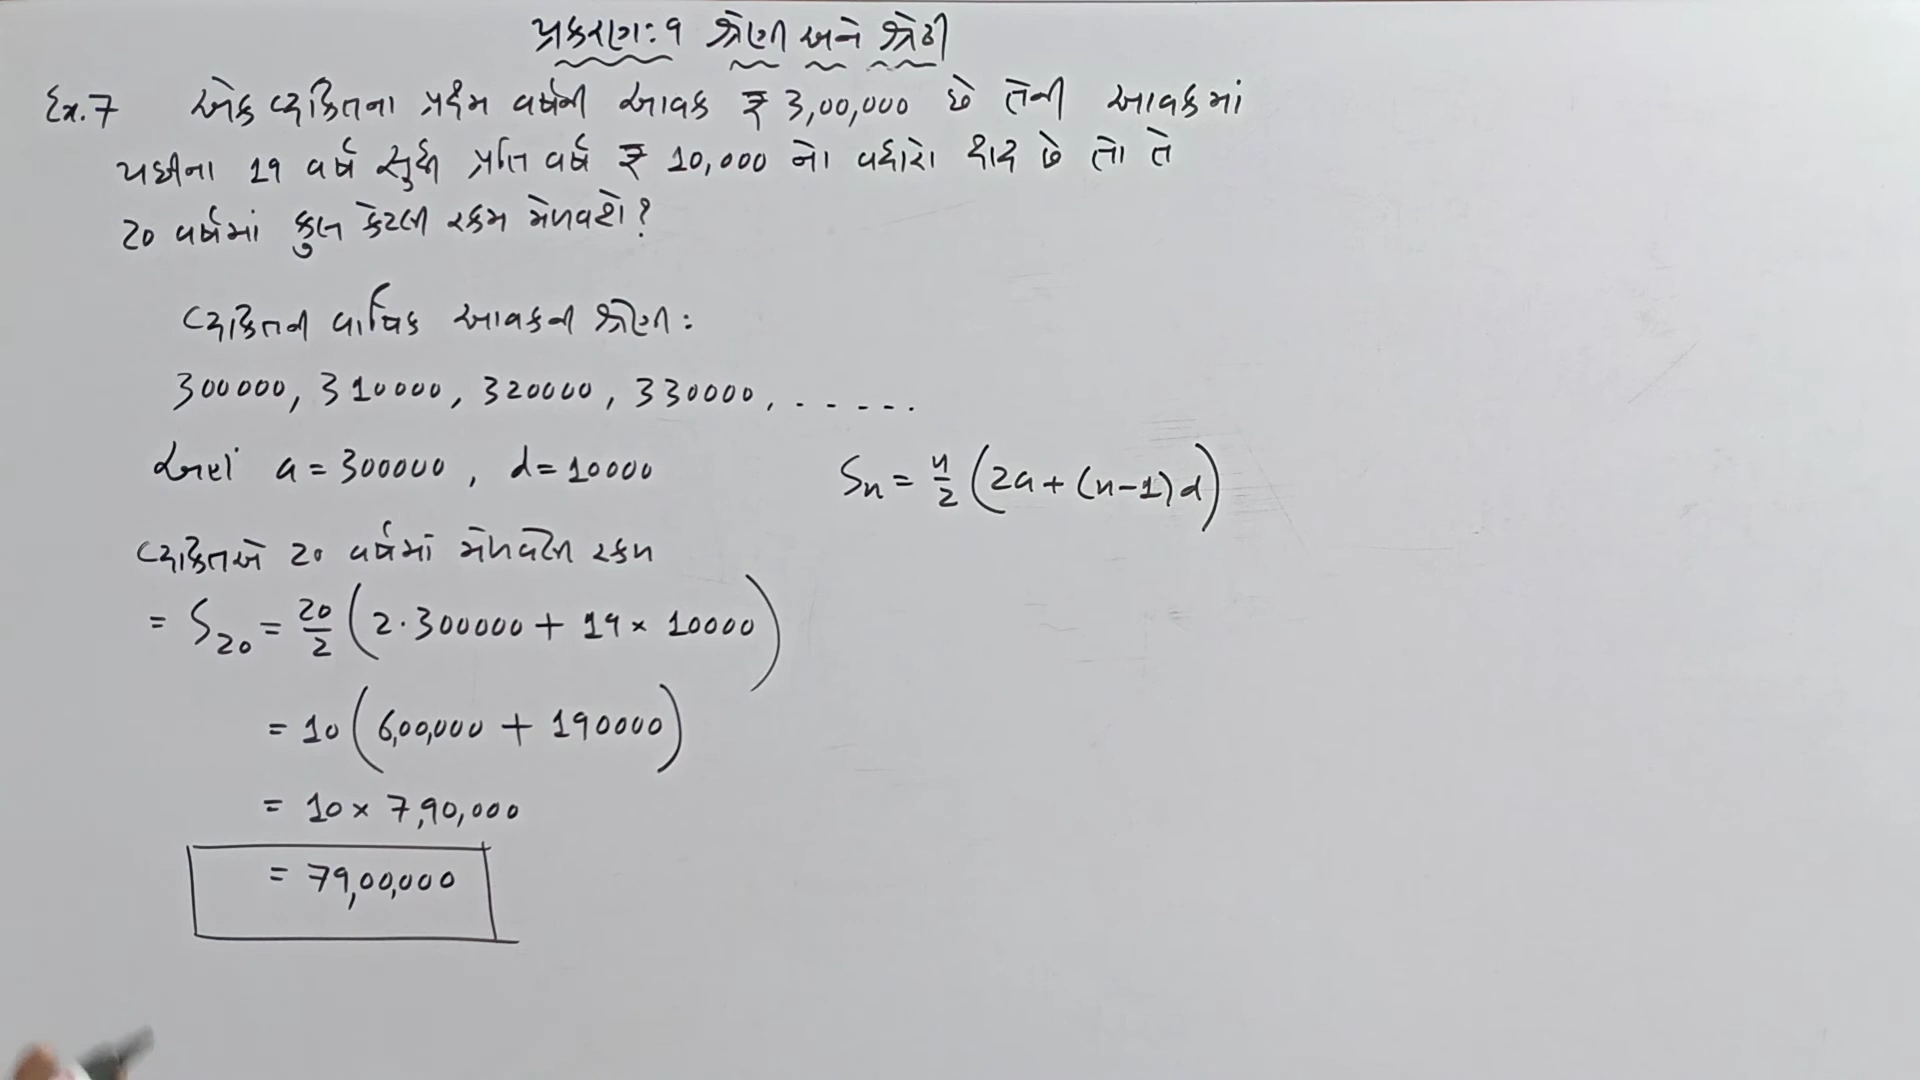 પ્રકરણ: ૧ શ્રેણી અને શ્રેઢી
Ex. 7 એક વ્યક્તિના પ્રથમ વર્ષની આવક ₹ 3,00,000 છે તેની આવકમાં
પછીના 19 વર્ષ સુધી પ્રતિ વર્ષ ₹ 10,000 નો વધારો થાય છે તો તે
20 વર્ષમાં કુલ કેટલી રકમ મેળવશે?
વ્યક્તિની વાર્ષિક આવકની શ્રેણી:
300000, 310000, 320000, 330000, ......
અહીં a = 300000, d = 10000
Sn = n/2 (2a + (n-1)d)
વ્યક્તિએ 20 વર્ષમાં મેળવેલ રકમ
= S20 = 20/2 (2·300000 + 19 × 10000)
= 10 (6,00,000 + 190000)
= 10 × 7,90,000
= 79,00,000